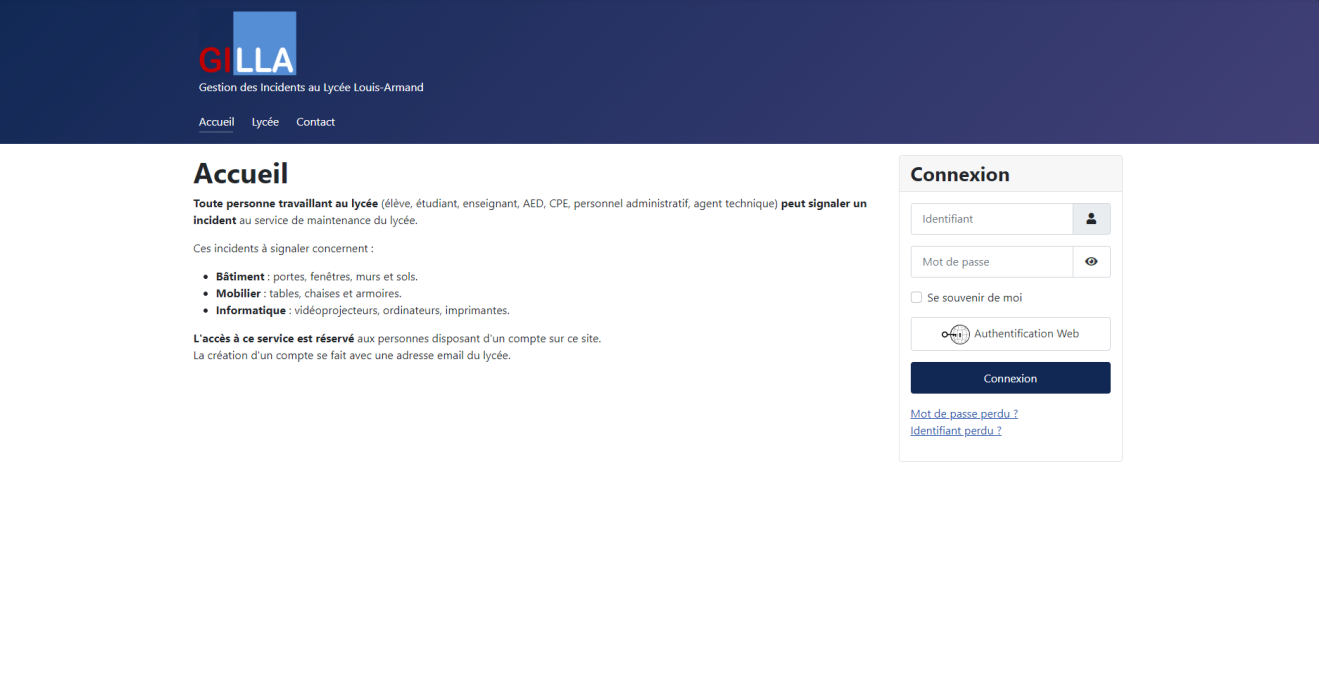 GILLA
Gestion des Incidents au Lycée Louis-Armand
Accueil Lycée Contact
Accueil
Toute personne travaillant au lycée (élève, étudiant, enseignant, AED, CPE, personnel administratif, agent technique) peut signaler un
incident au service de maintenance du lycée.
Ces incidents à signaler concernent :
• Bâtiment : portes, fenêtres, murs et sols.
• Mobilier : tables, chaises et armoires.
• Informatique : vidéoprojecteurs, ordinateurs, imprimantes.
L'accès à ce service est réservé aux personnes disposant d'un compte sur ce site.
La création d'un compte se fait avec une adresse email du lycée.
Connexion
Identifiant
Mot de passe
Se souvenir de moi
Authentification Web
Connexion
Mot de passe perdu ?
Identifiant perdu ?